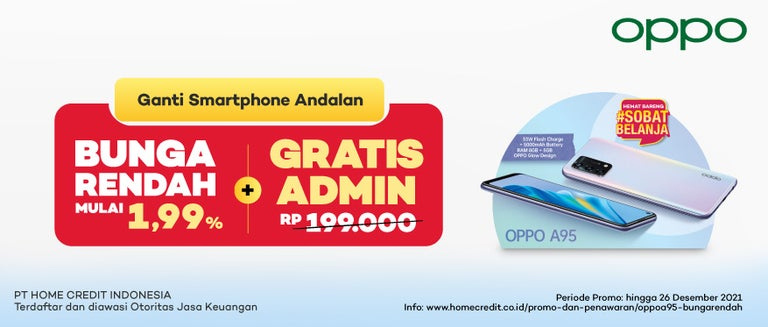 oppo
Ganti Smartphone Andalan
BUNGA
RENDAH
MULAI 1,99%
+
GRATIS
ADMIN
RP 199.000
HEMAT BARENG
#SOBAT
BELANJA
33W Flash Charge
+ 5000mAh Battery
RAM 8GB + 5GB
OPPO Glow Design
oppo
OPPO A95
PT HOME CREDIT INDONESIA
Terdaftar dan diawasi Otoritas Jasa Keuangan
Periode Promo: hingga 26 Desember 2021
Info: www.homecredit.co.id/promo-dan-penawaran/oppoa95-bungarendah